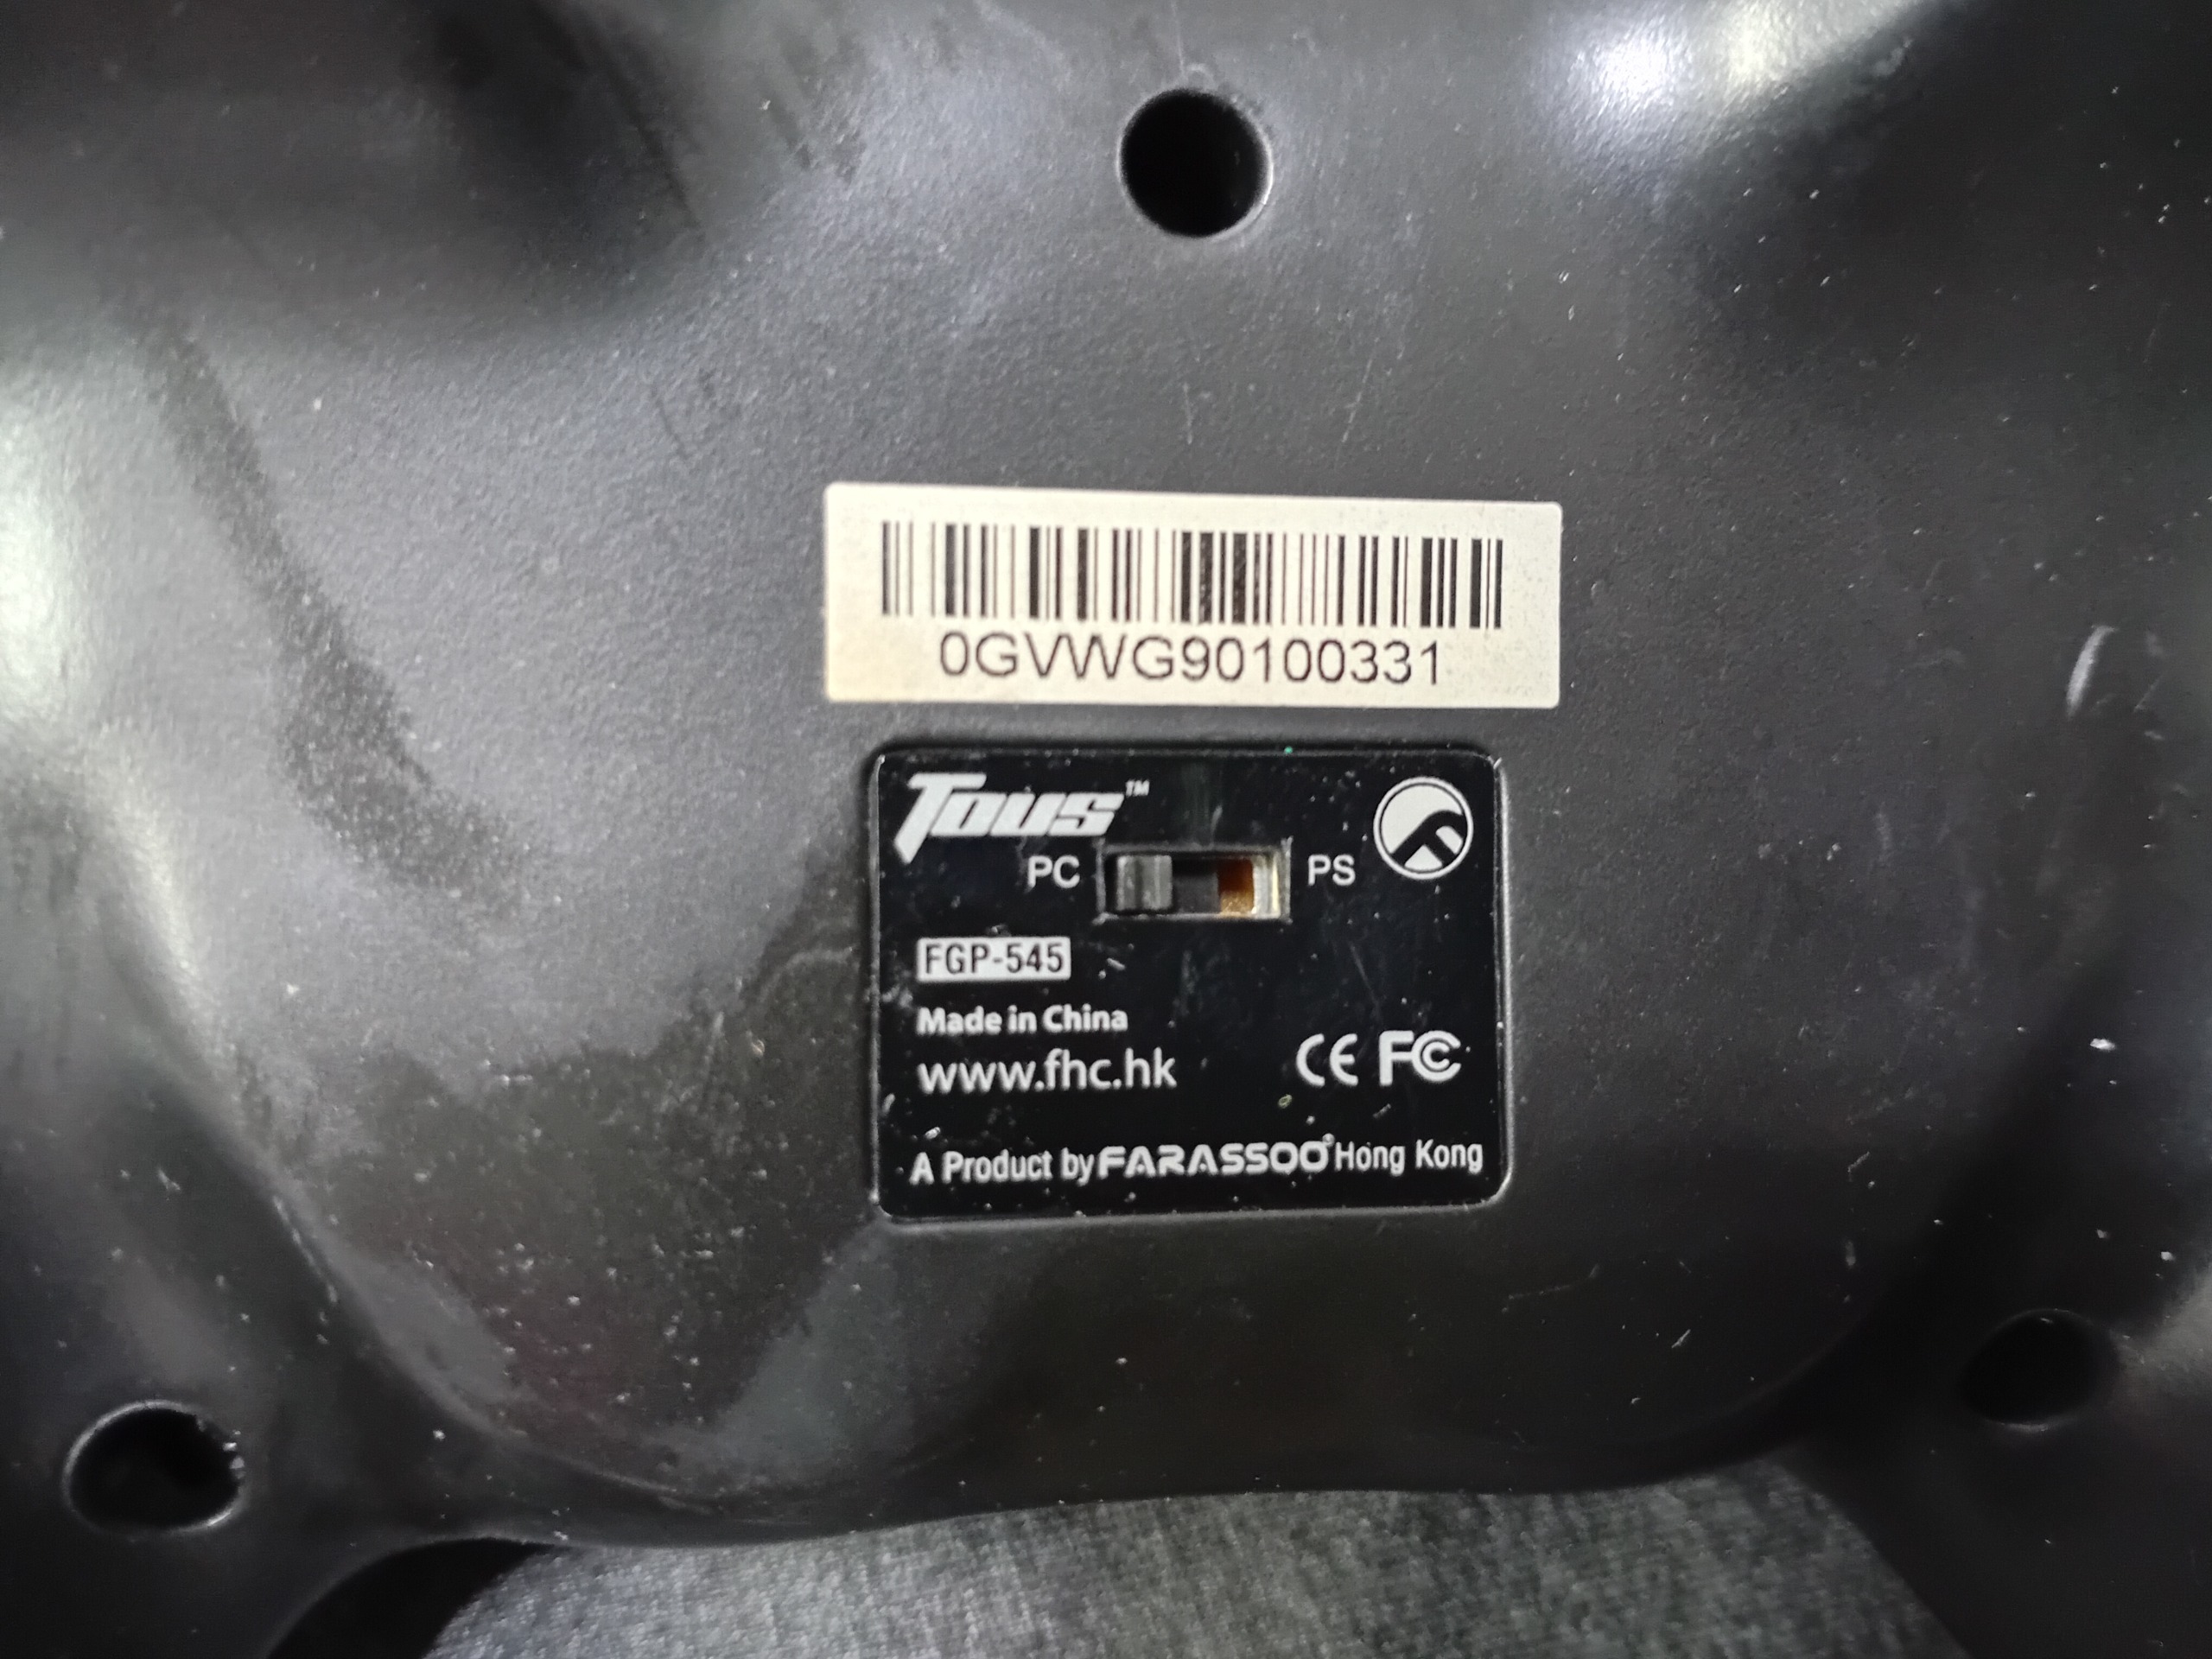 0GVWG90100331
Tous™
PC PS
FGP-545
Made in China
www.fhc.hk
CE FC
A Product by FARASSOO® Hong Kong